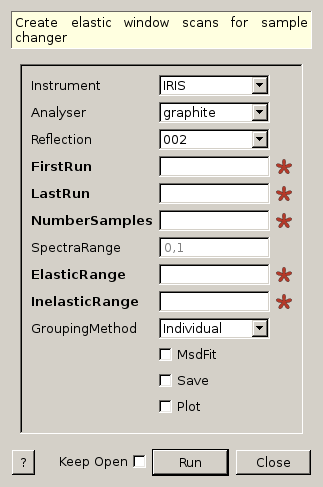 Create elastic window scans for sample
changer
Instrument IRIS
Analyser graphite
Reflection 002
FirstRun *
LastRun *
NumberSamples *
SpectraRange 0,1
ElasticRange *
InelasticRange *
GroupingMethod Individual
MsdFit
Save
Plot
? Keep Open Run Close